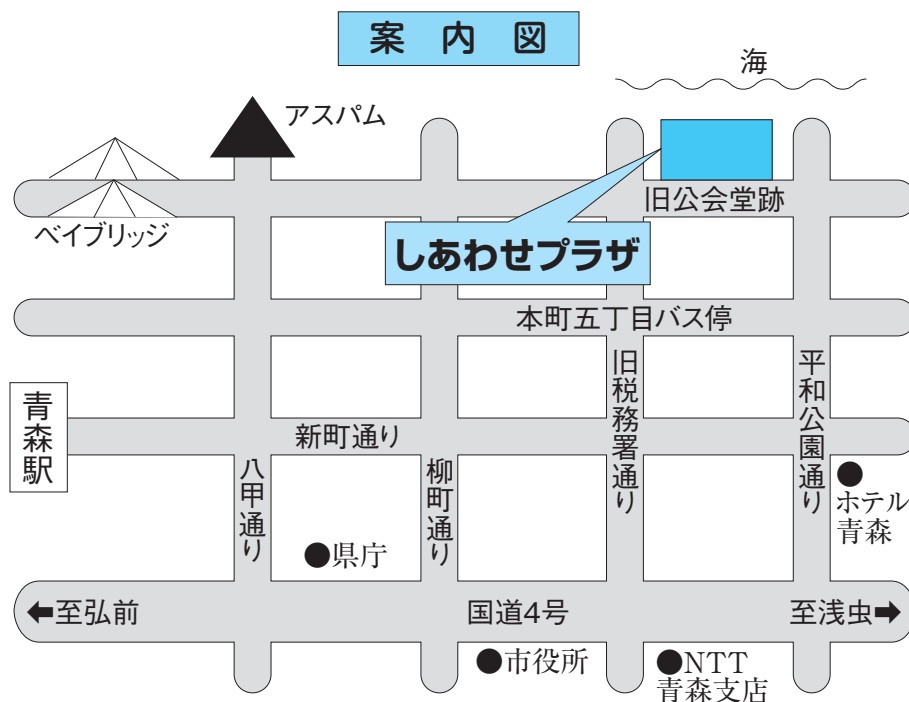 案内図
海
アスパム
ベイブリッジ
旧公会堂跡
しあわせプラザ
本町五丁目バス停
青森駅
新町通り
八甲通り
柳町通り
旧税務署通り
平和公園通り
●ホテル
青森
●県庁
←至弘前
国道4号
至浅虫→
●市役所
●NTT
青森支店